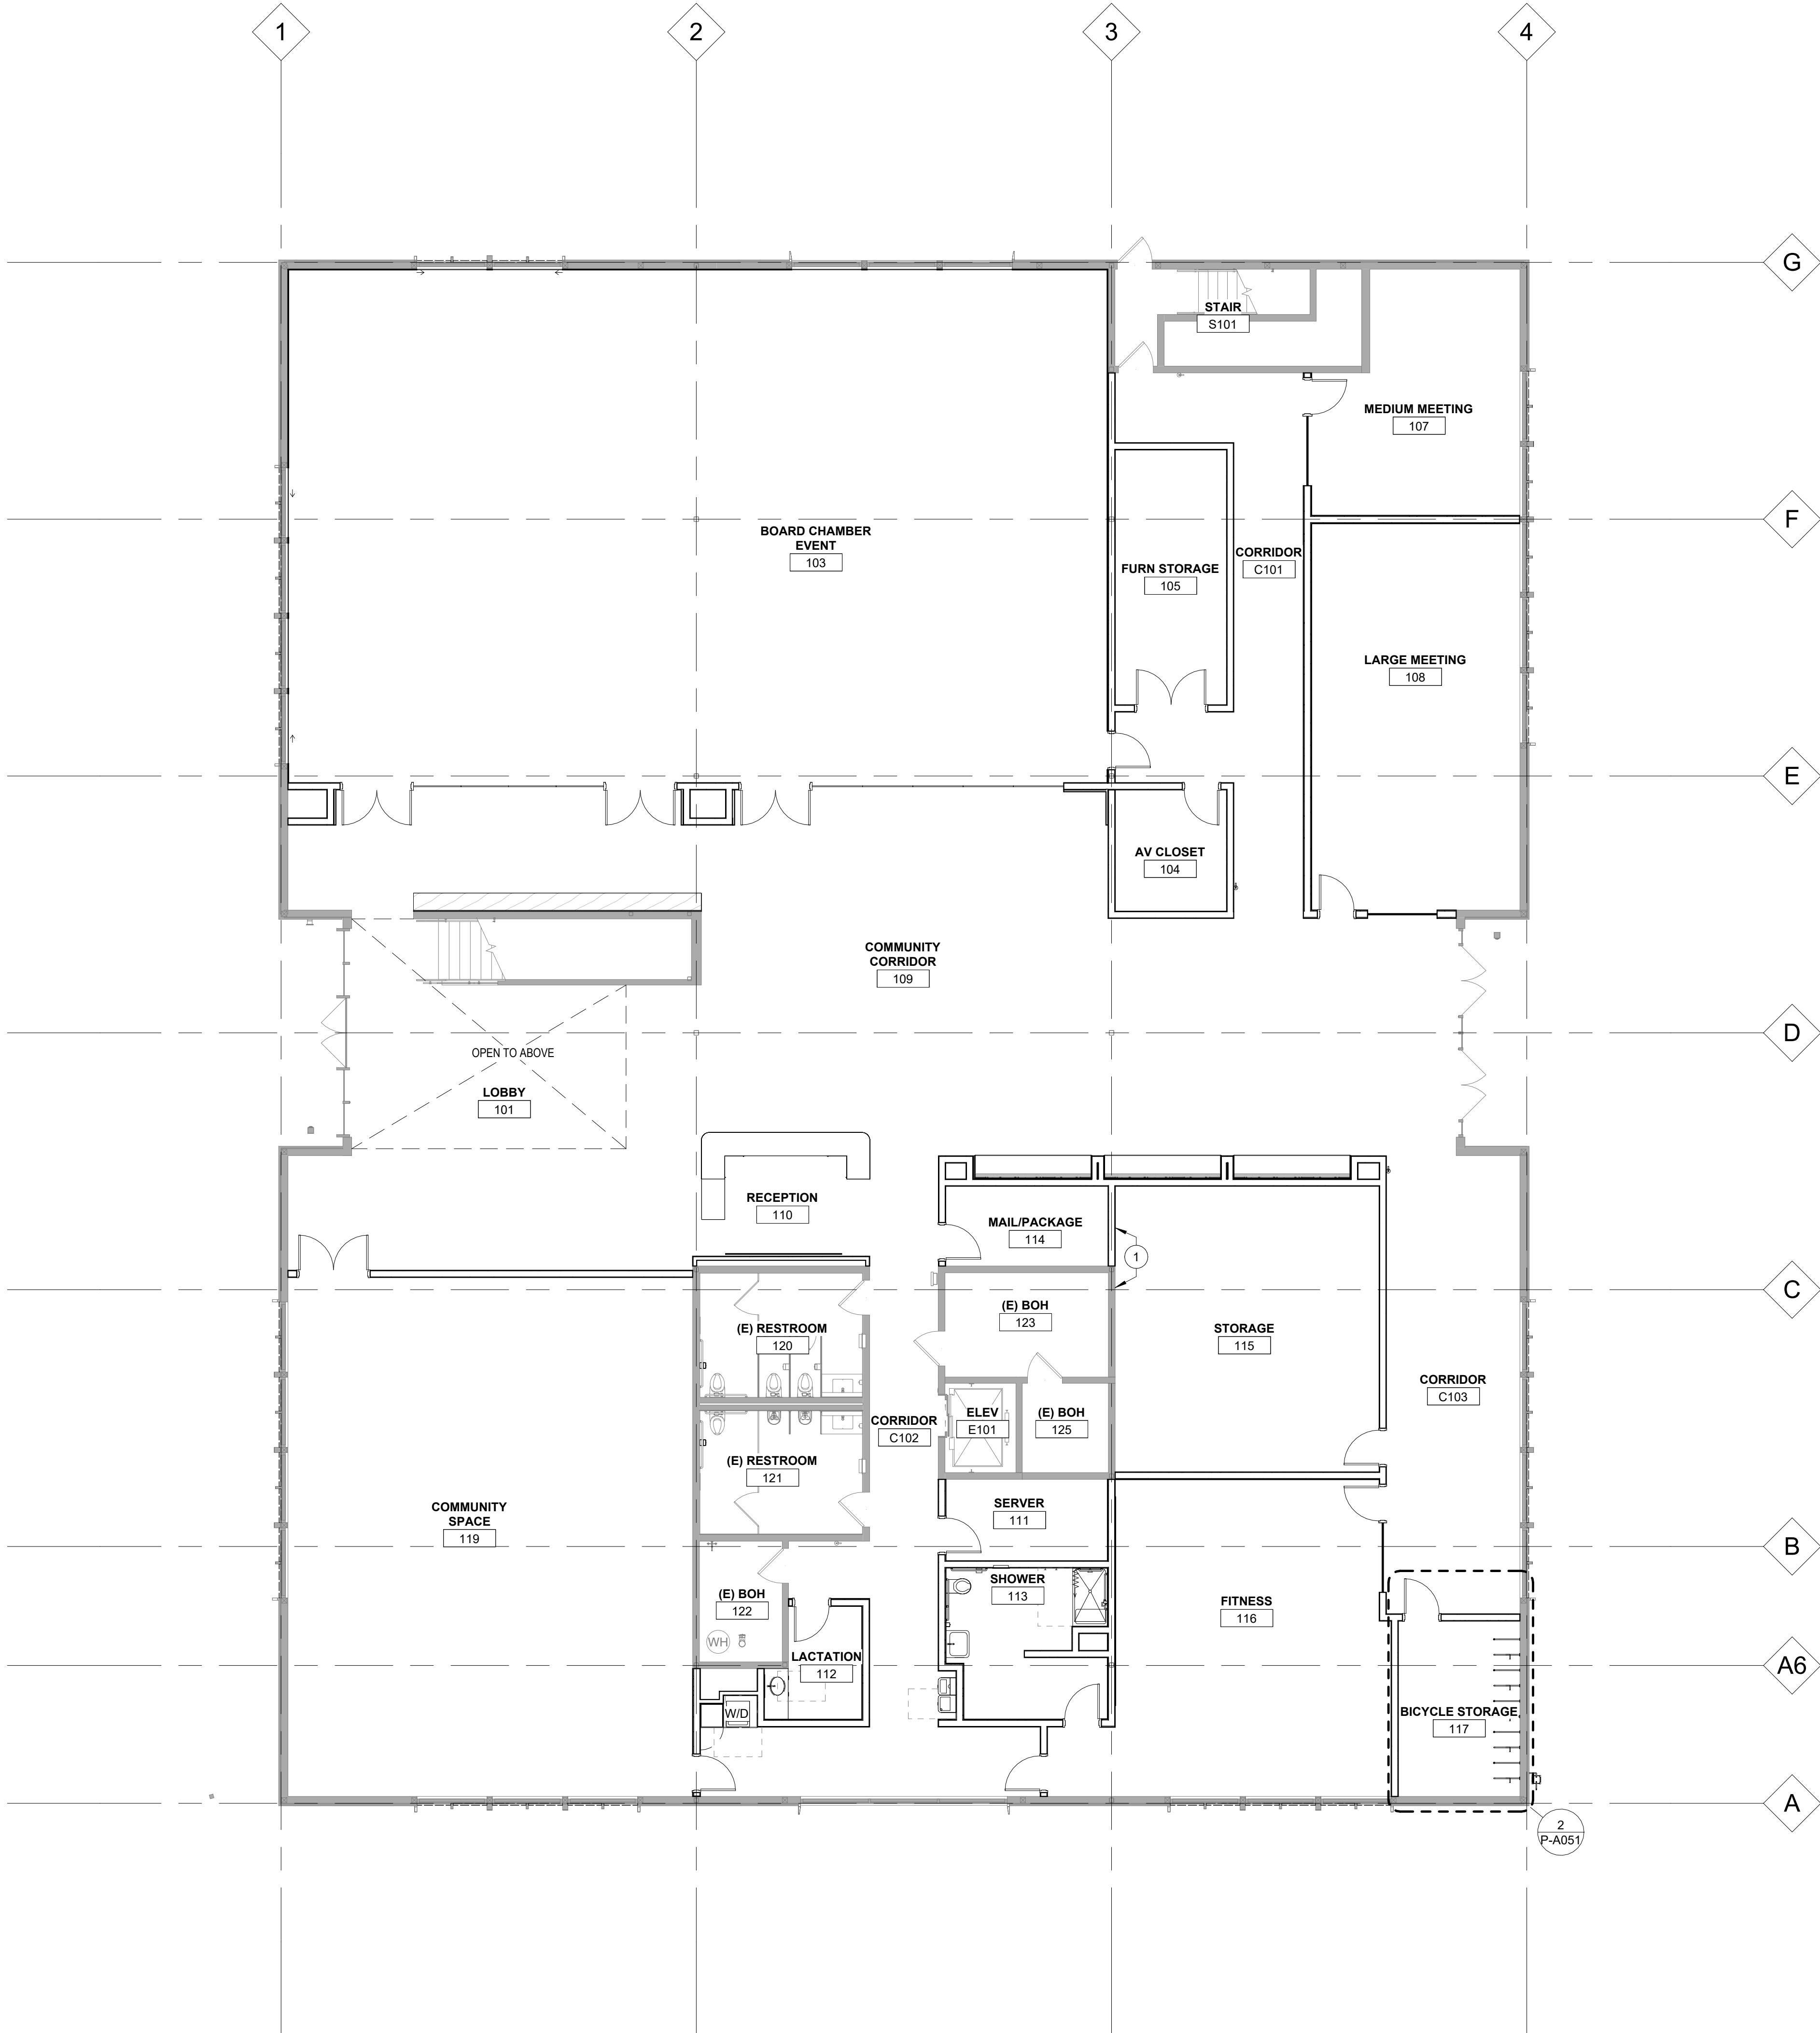 1
2
3
4
G
STAIR
S101
MEDIUM MEETING
107
F
BOARD CHAMBER
EVENT
103
CORRIDOR
C101
FURN STORAGE
105
LARGE MEETING
108
E
AV CLOSET
104
COMMUNITY
CORRIDOR
109
D
OPEN TO ABOVE
LOBBY
101
RECEPTION
110
MAIL/PACKAGE
114
1
C
(E) BOH
123
(E) RESTROOM
120
STORAGE
115
CORRIDOR
C103
ELEV
E101
(E) BOH
125
CORRIDOR
C102
(E) RESTROOM
121
COMMUNITY
SPACE
119
SERVER
111
B
SHOWER
113
(E) BOH
122
FITNESS
116
WH
LACTATION
112
A6
W/D
BICYCLE STORAGE
117
A
2
P-A051